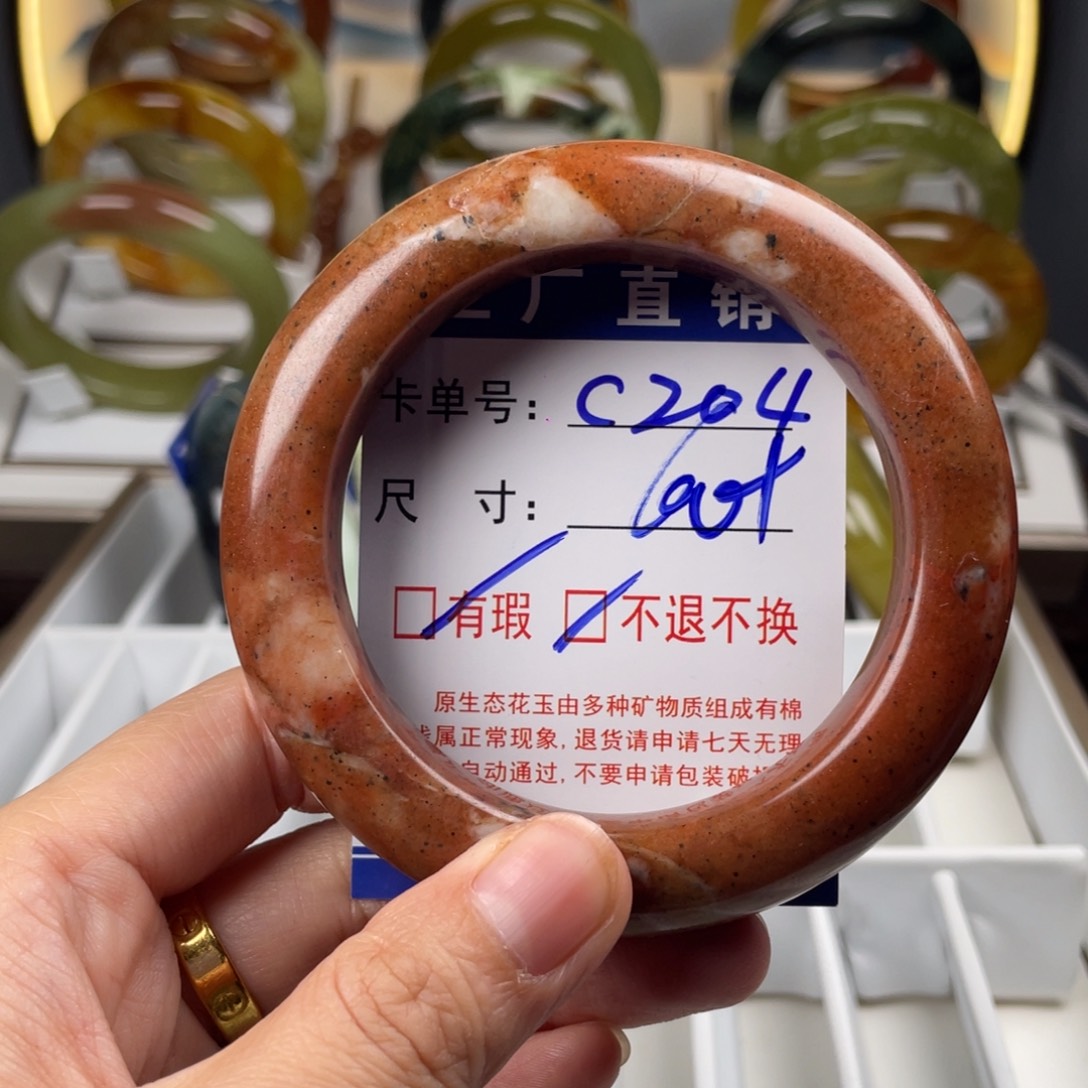 厂直销
卡单号: C204
尺 寸:
有瑕 不退不换
原生态花玉由多种矿物质组成有棉
属正常现象,退货请申请七天无理
自动通过,不要申请包装破